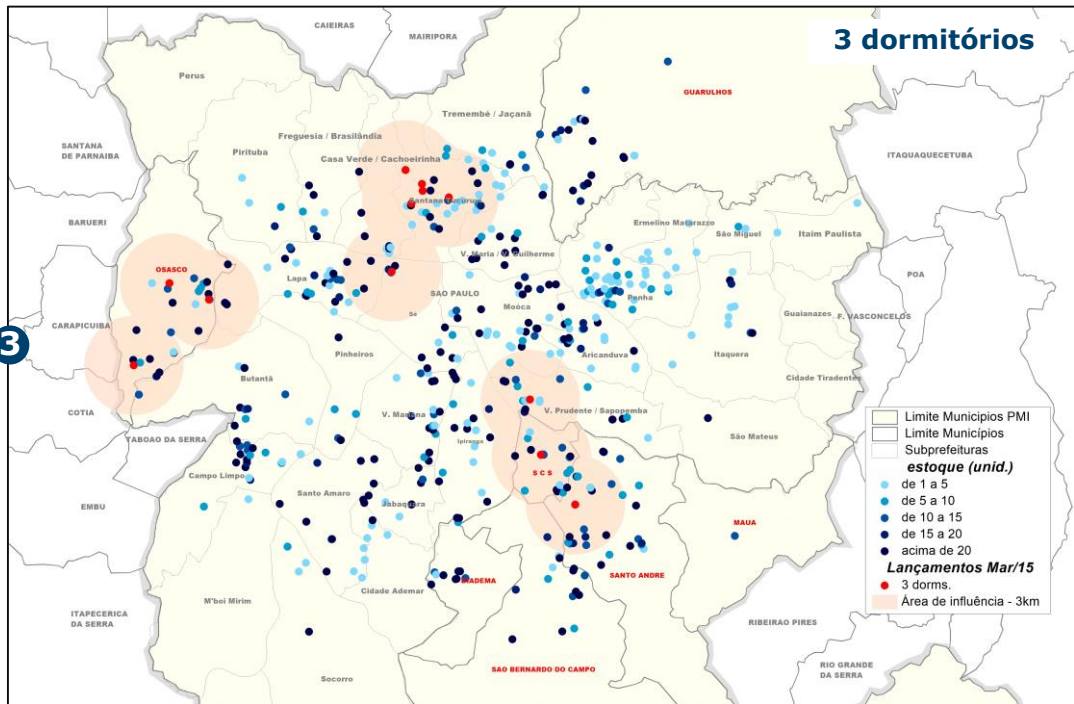 CAIEIRAS
MAIRIPORA
3 dormitórios
Perus
GUARULHOS
Tremembé / Jaçanã
Freguesia / Brasilândia
SANTANA
DE PARNAIBA
Pirituba
Casa Verde / Cachoeirinha
ITAQUAQUECETUBA
Santana Tucuruvi
Ermelino Matarazzo
BARUERI
São Miguel
Itaim Paulista
V. Maria / V. Guilherme
OSASCO
POA
Lapa
SAO PAULO
Penha
Moóca
Sé
Guaianazes
F. VASCONCELOS
CARAPICUIBA
3
Pinheiros
Aricanduva
Itaquera
Cidade Tiradentes
Butantã
COTIA
V. Mariana
V. Prudente / Sapopemba
TABOAO DA SERRA
Ipiranga
São Mateus
Campo Limpo
S C S
Santo Amaro
Jabaquara
EMBU
MAUA
DIADEMA
SANTO ANDRE
Cidade Ademar
M'boi Mirim
ITAPECERICA
DA SERRA
RIBEIRAO PIRES
SAO BERNARDO DO CAMPO
RIO GRANDE
DA SERRA
Socorro
Limite Municipios PMI
Limite Municípios
Subprefeituras
estoque (unid.)
de 1 a 5
de 5 a 10
de 10 a 15
de 15 a 20
acima de 20
Lançamentos Mar/15
3 dorms.
Área de influência - 3km